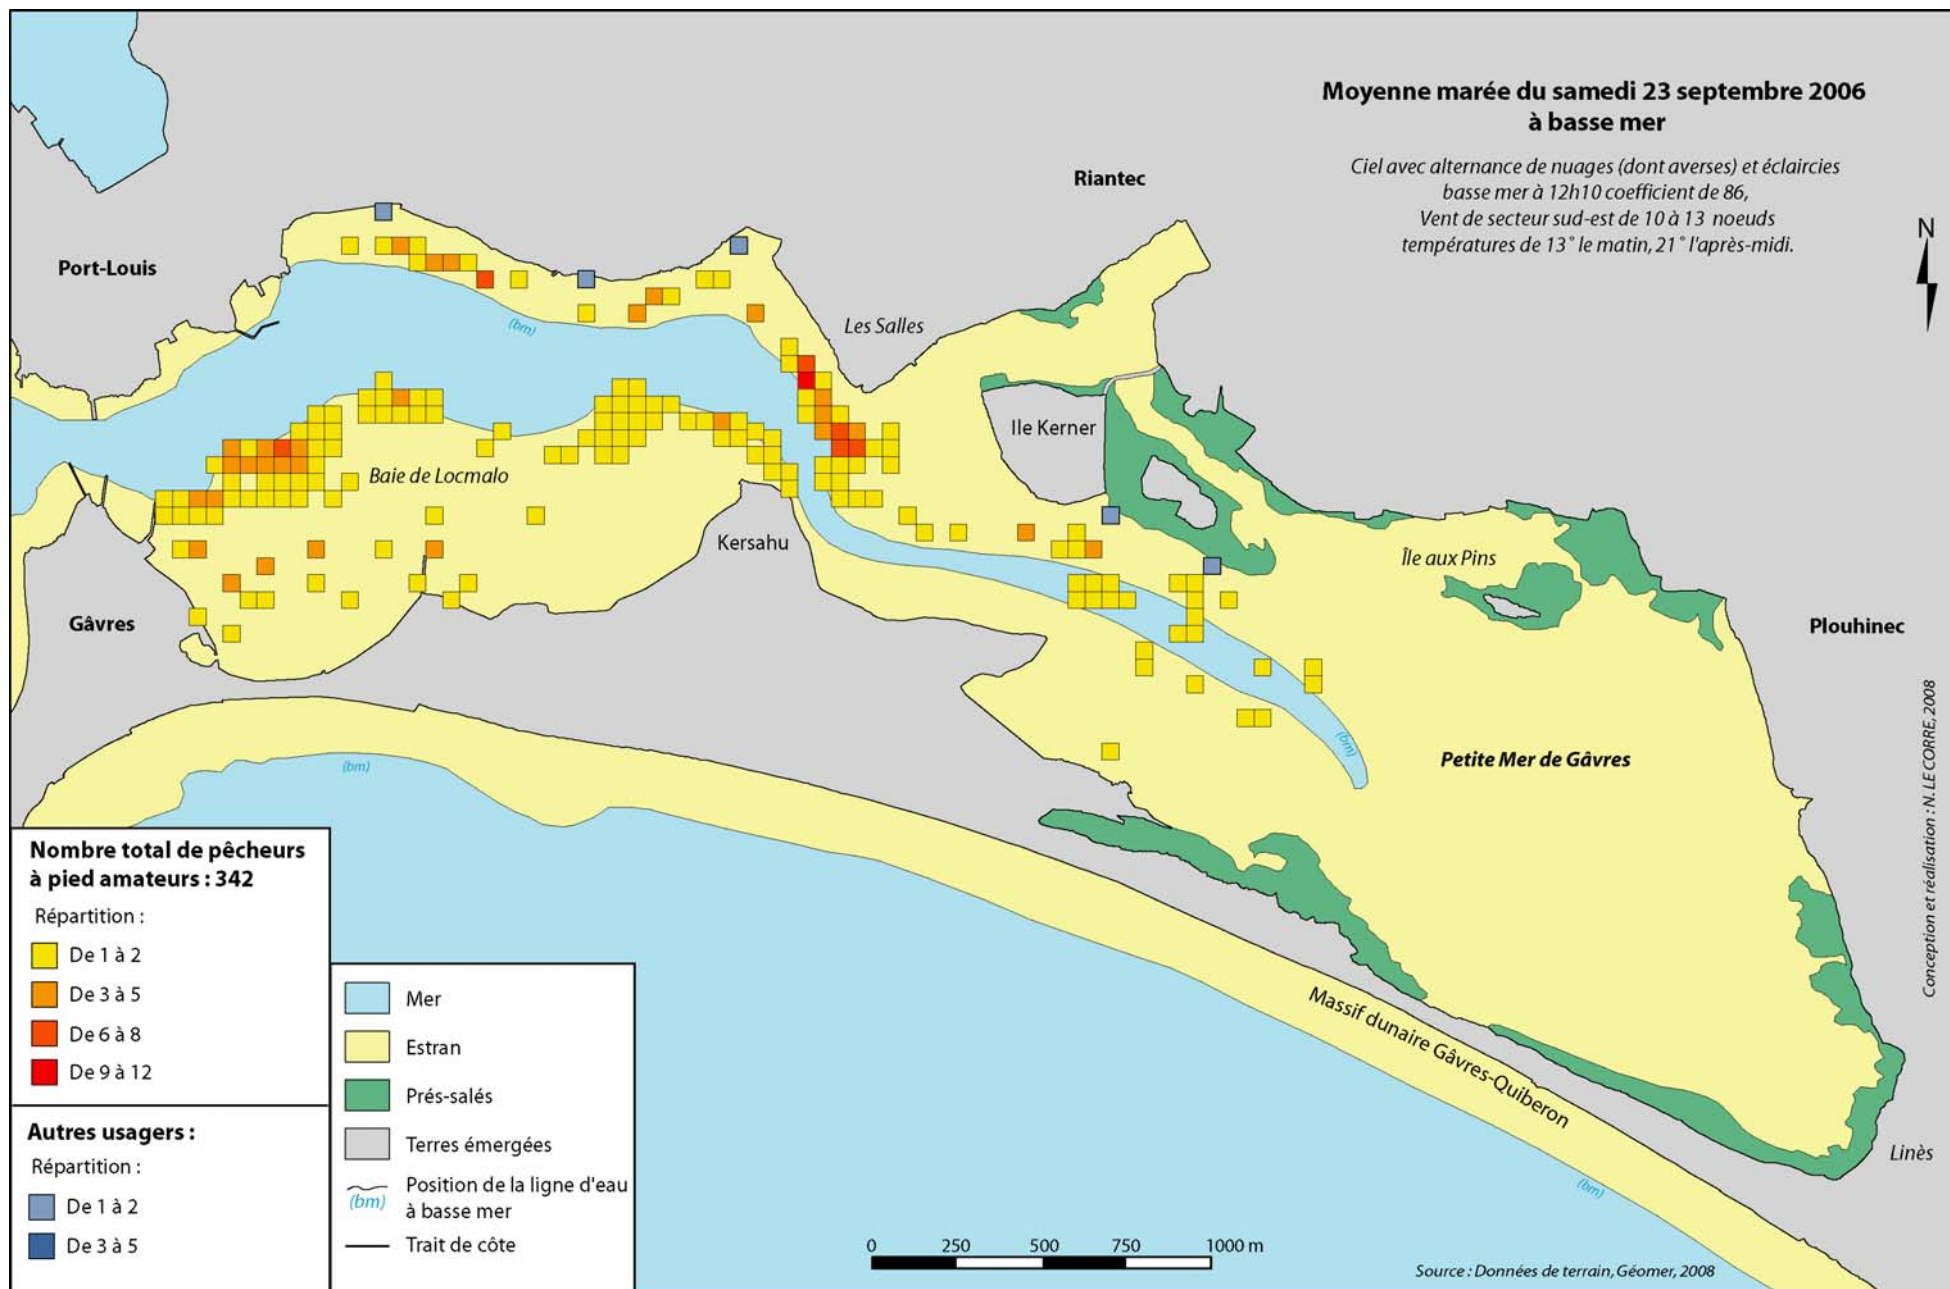 Moyenne marée du samedi 23 septembre 2006
à basse mer
Ciel avec alternance de nuages (dont averses) et éclaircies
basse mer à 12h10 coefficient de 86,
Vent de secteur sud-est de 10 à 13 noeuds
températures de 13° le matin, 21° l'après-midi.
N
Riantec
Port-Louis
(bm)
Les Salles
Ile Kerner
Baie de Locmalo
Kersahu
Île aux Pins
Gâvres
Plouhinec
(bm)
Petite Mer de Gâvres
(bm)
Massif dunaire Gâvres-Quiberon
Linès
(bm)
Conception et réalisation : N. LE CORRE, 2008
Nombre total de pêcheurs
à pied amateurs : 342
Répartition :
De 1 à 2
De 3 à 5
De 6 à 8
De 9 à 12
Autres usagers :
Répartition :
De 1 à 2
De 3 à 5
Mer
Estran
Prés-salés
Terres émergées
(bm) Position de la ligne d'eau
à basse mer
Trait de côte
0 250 500 750 1000 m
Source : Données de terrain, Géomer, 2008